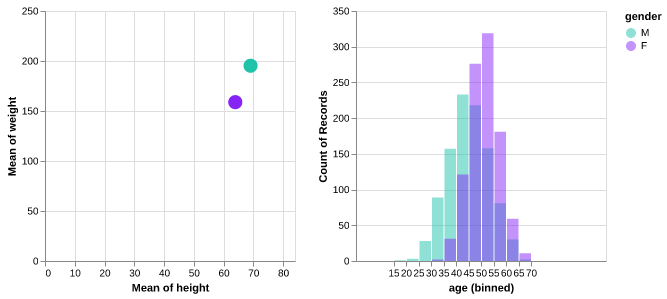 250
200
150
100
50
0
Mean of weight
0 10 20 30 40 50 60 70 80
Mean of height
350
300
250
200
150
100
50
0
Count of Records
15 20 25 30 35 40 45 50 55 60 65 70
age (binned)
gender
M
F